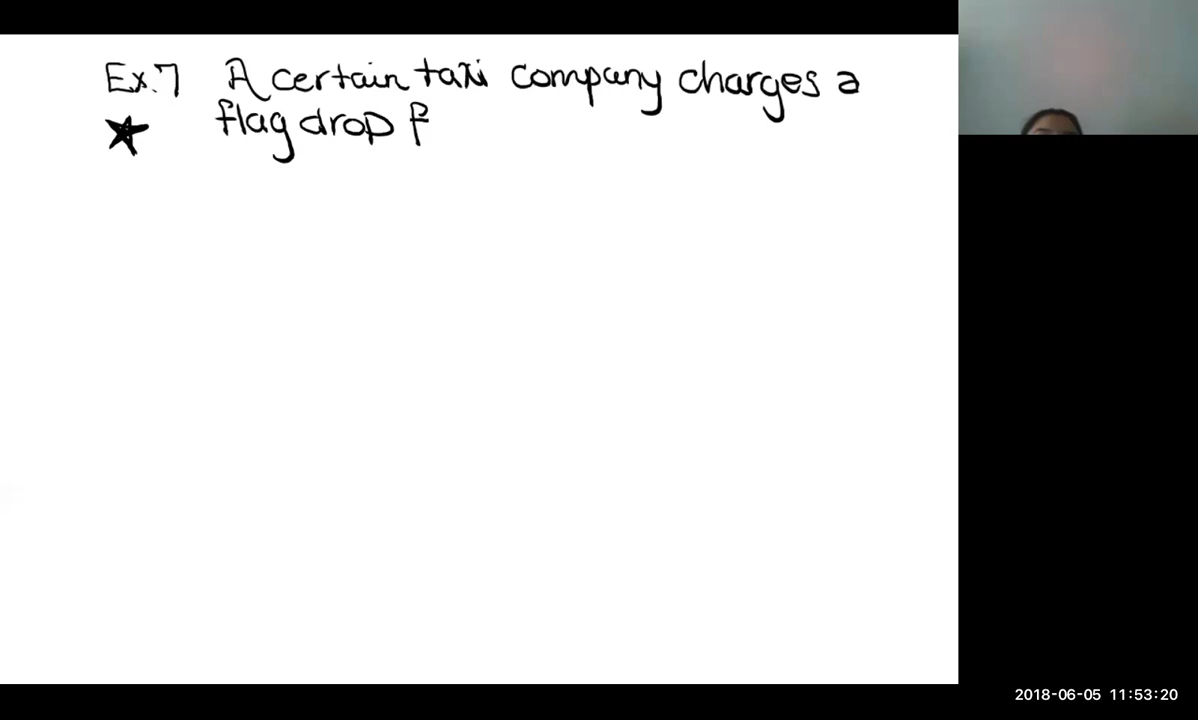 Ex.7 A certain taxi company charges a
★ flag drop f
2018-06-05 11:53:20